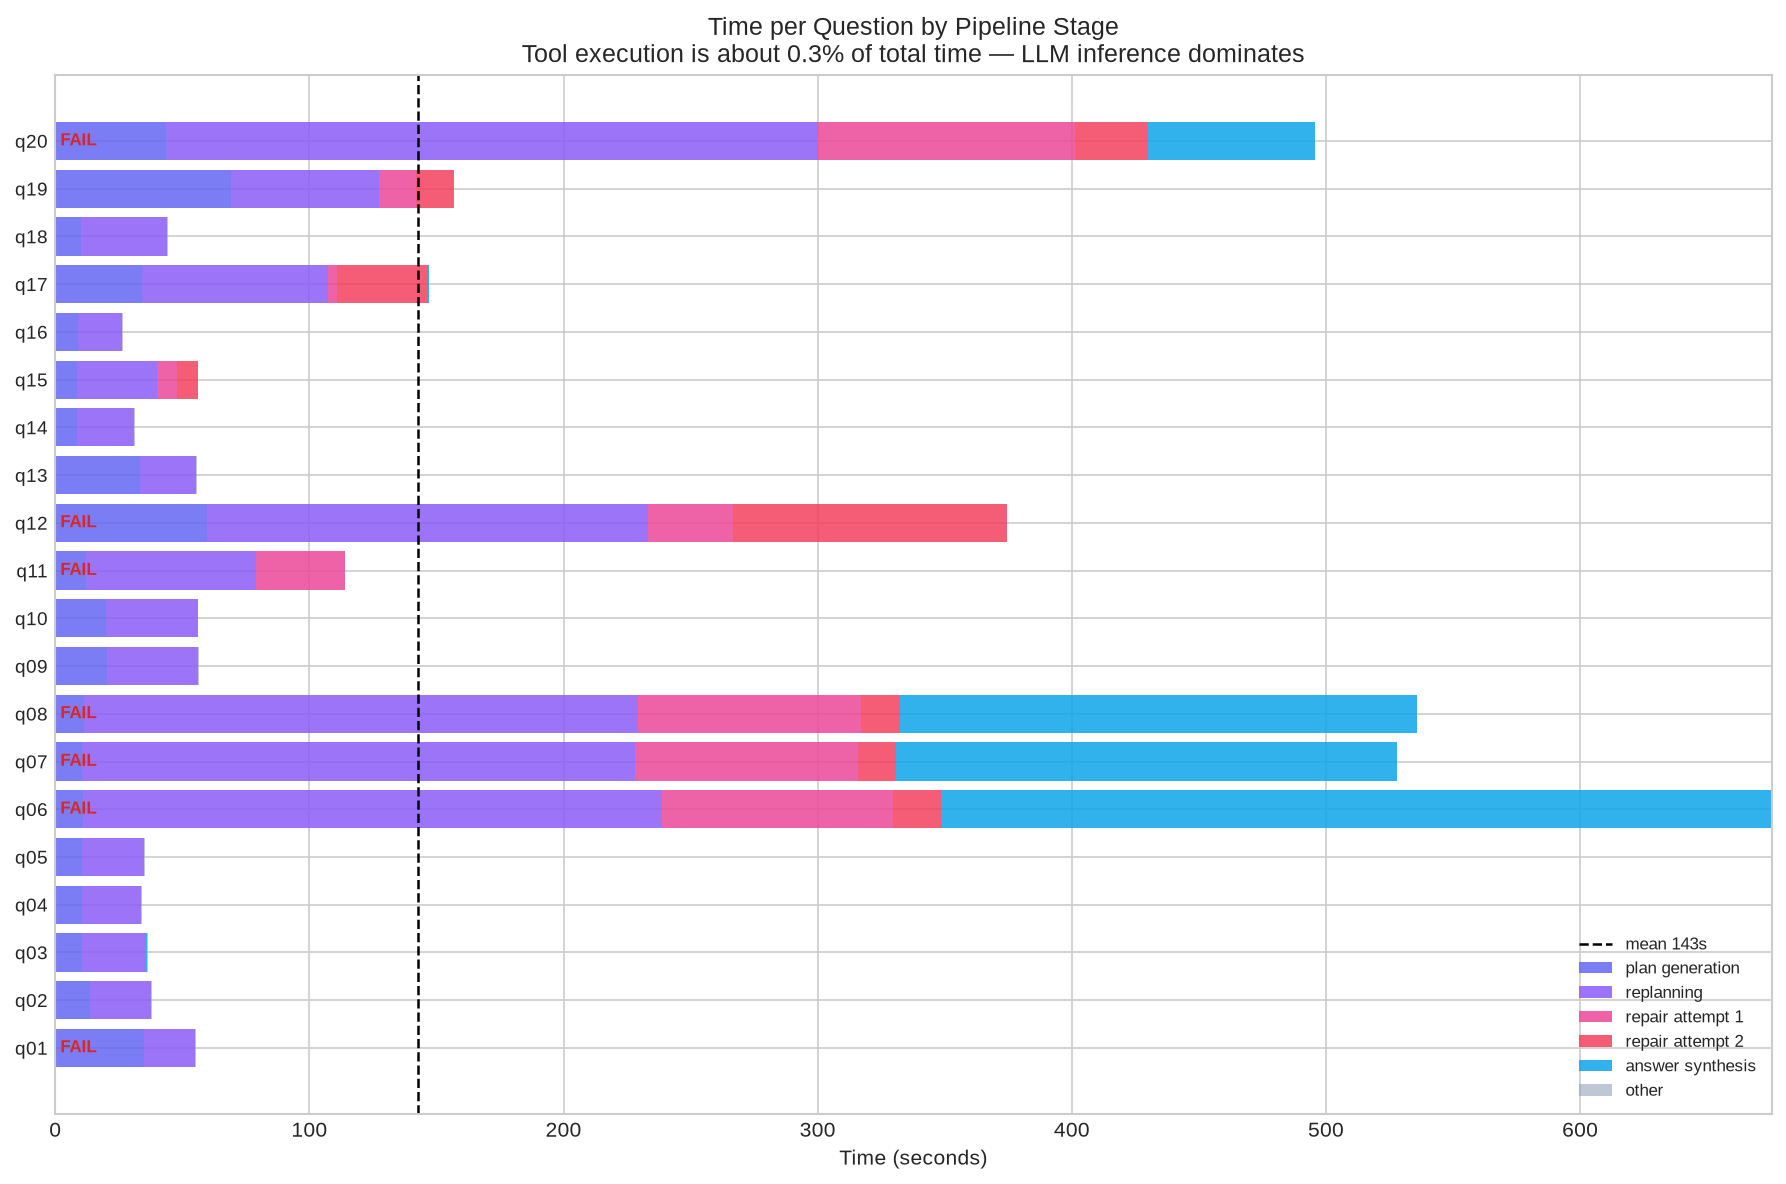 Time per Question by Pipeline Stage
Tool execution is about 0.3% of total time — LLM inference dominates
q20 FAIL
q19
q18
q17
q16
q15
q14
q13
q12 FAIL
q11 FAIL
q10
q09
q08 FAIL
q07 FAIL
q06 FAIL
q05
q04
q03
q02
q01 FAIL
mean 143s
plan generation
replanning
repair attempt 1
repair attempt 2
answer synthesis
other
0 100 200 300 400 500 600
Time (seconds)